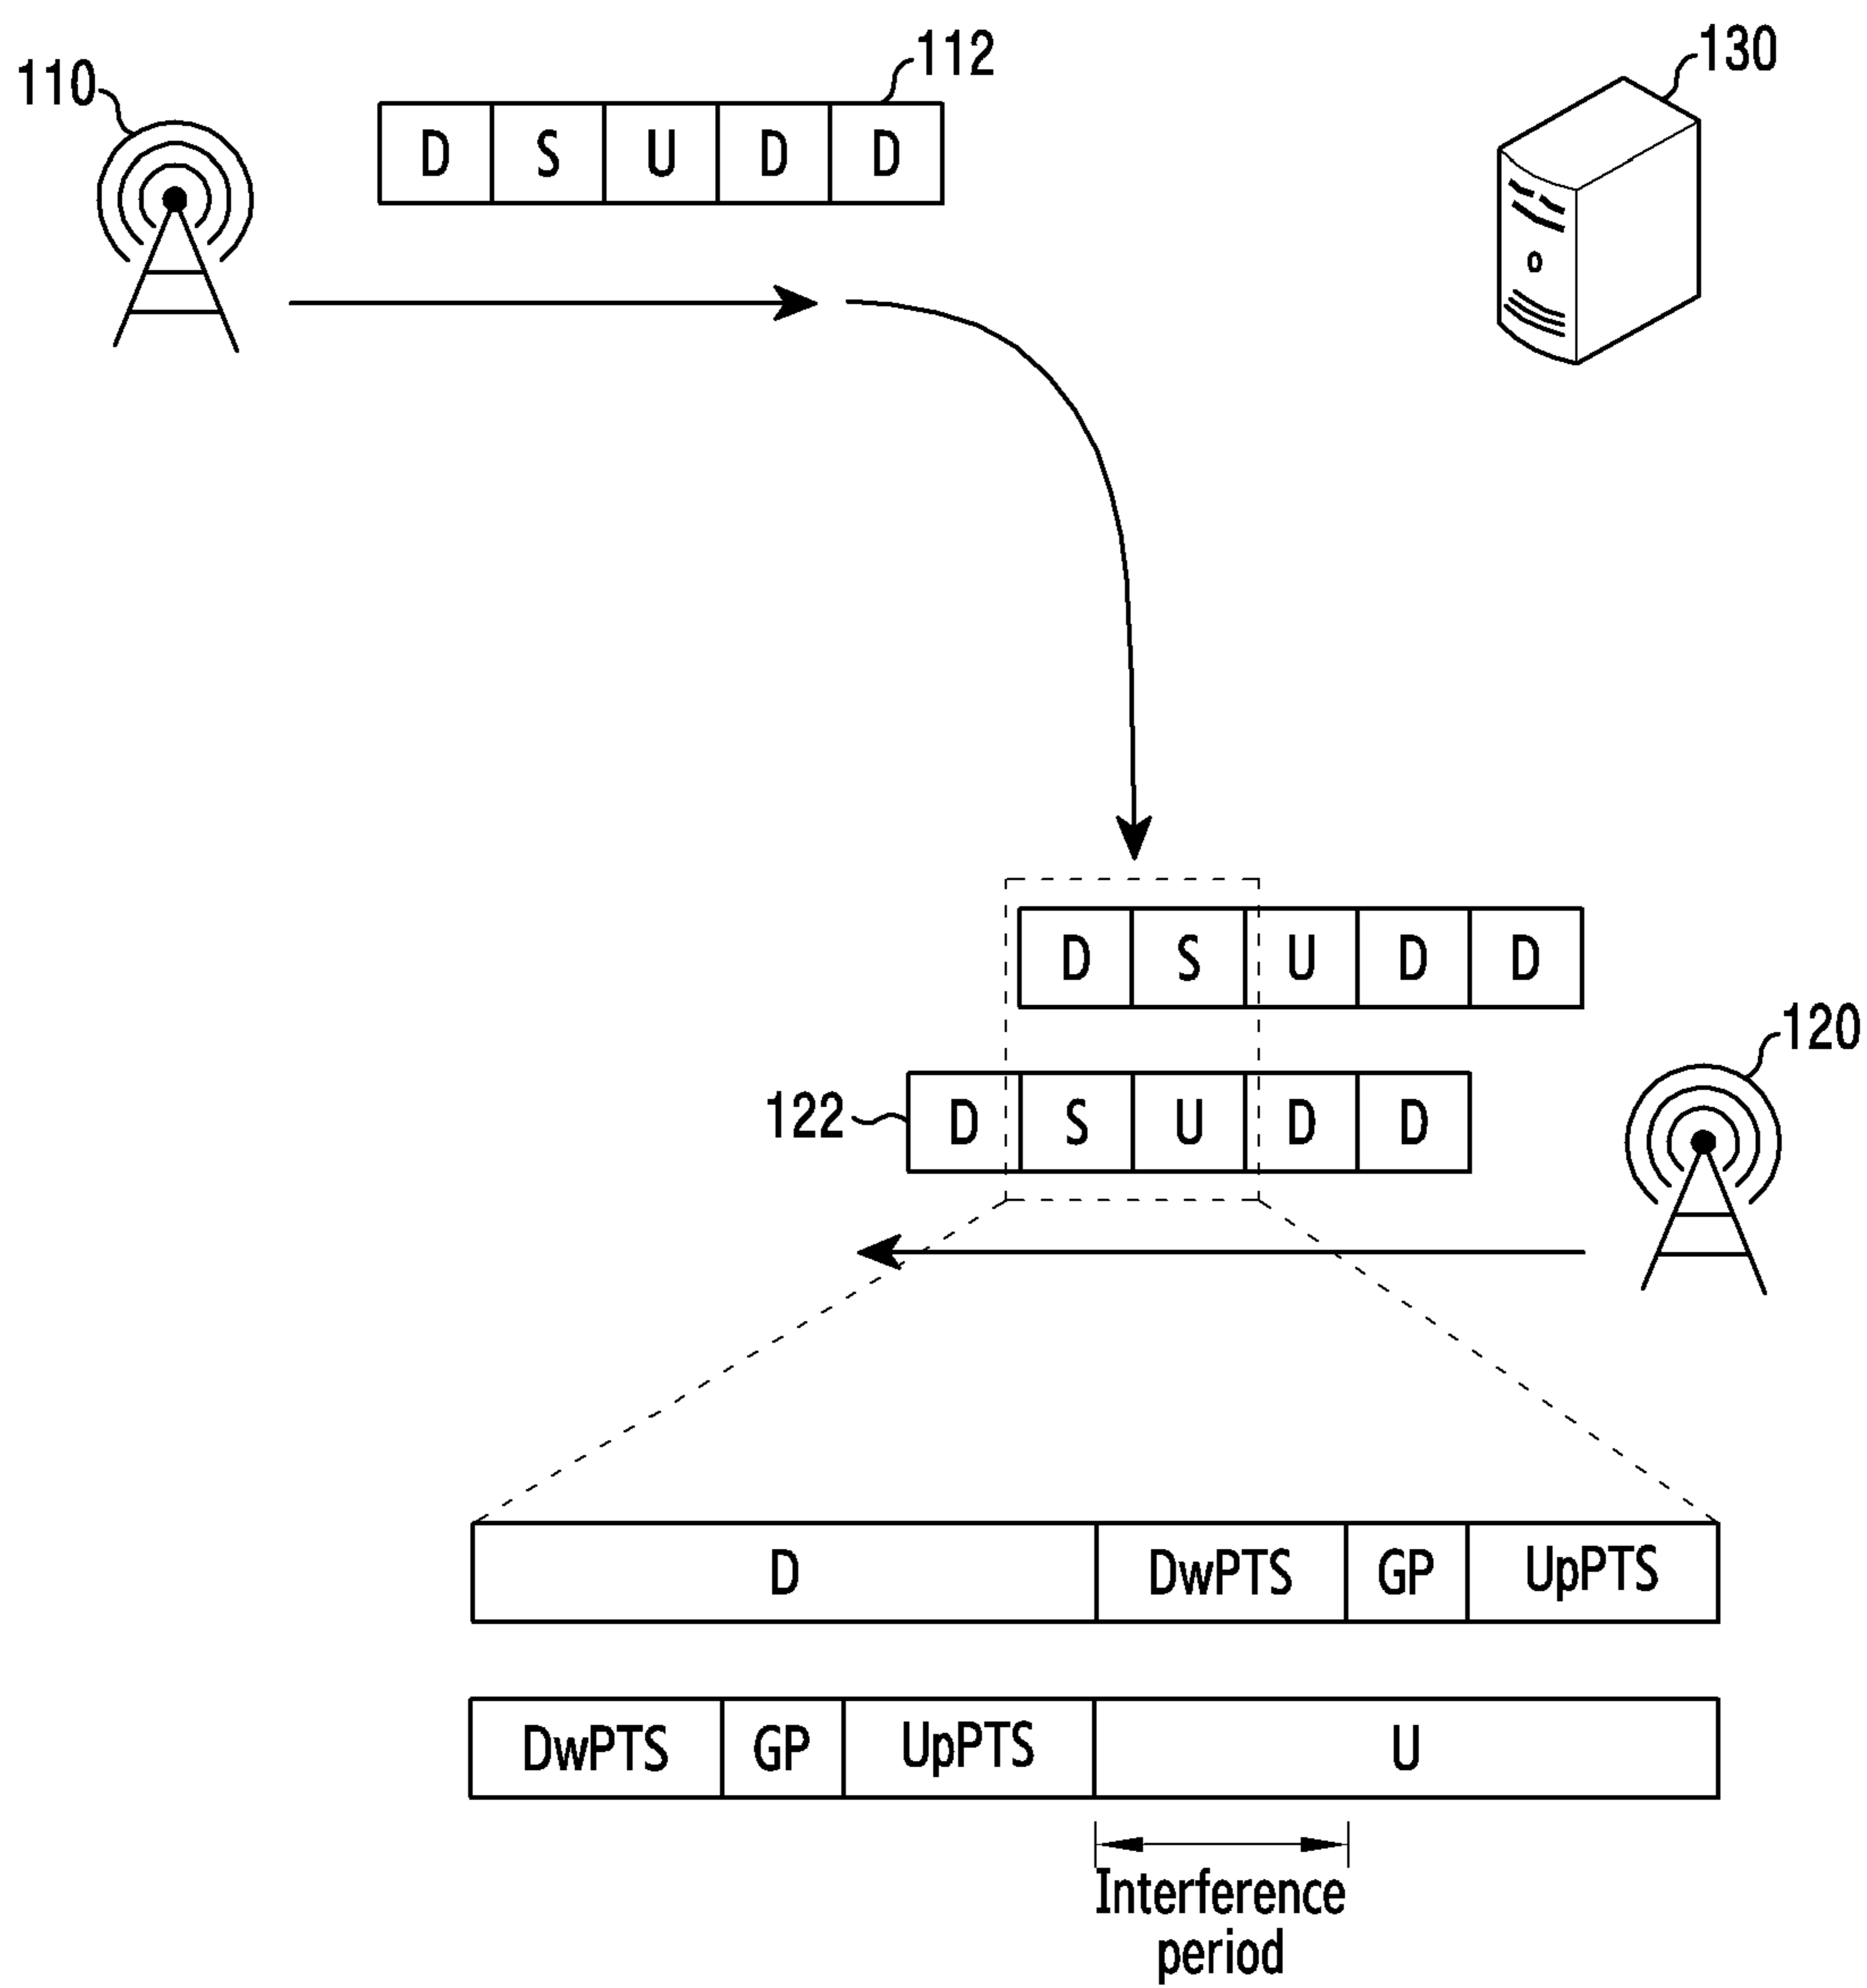 110
112
130
D S U D D
D S U D D
120
122
D S U D D
D DwPTS GP UpPTS
DwPTS GP UpPTS U
Interference
period